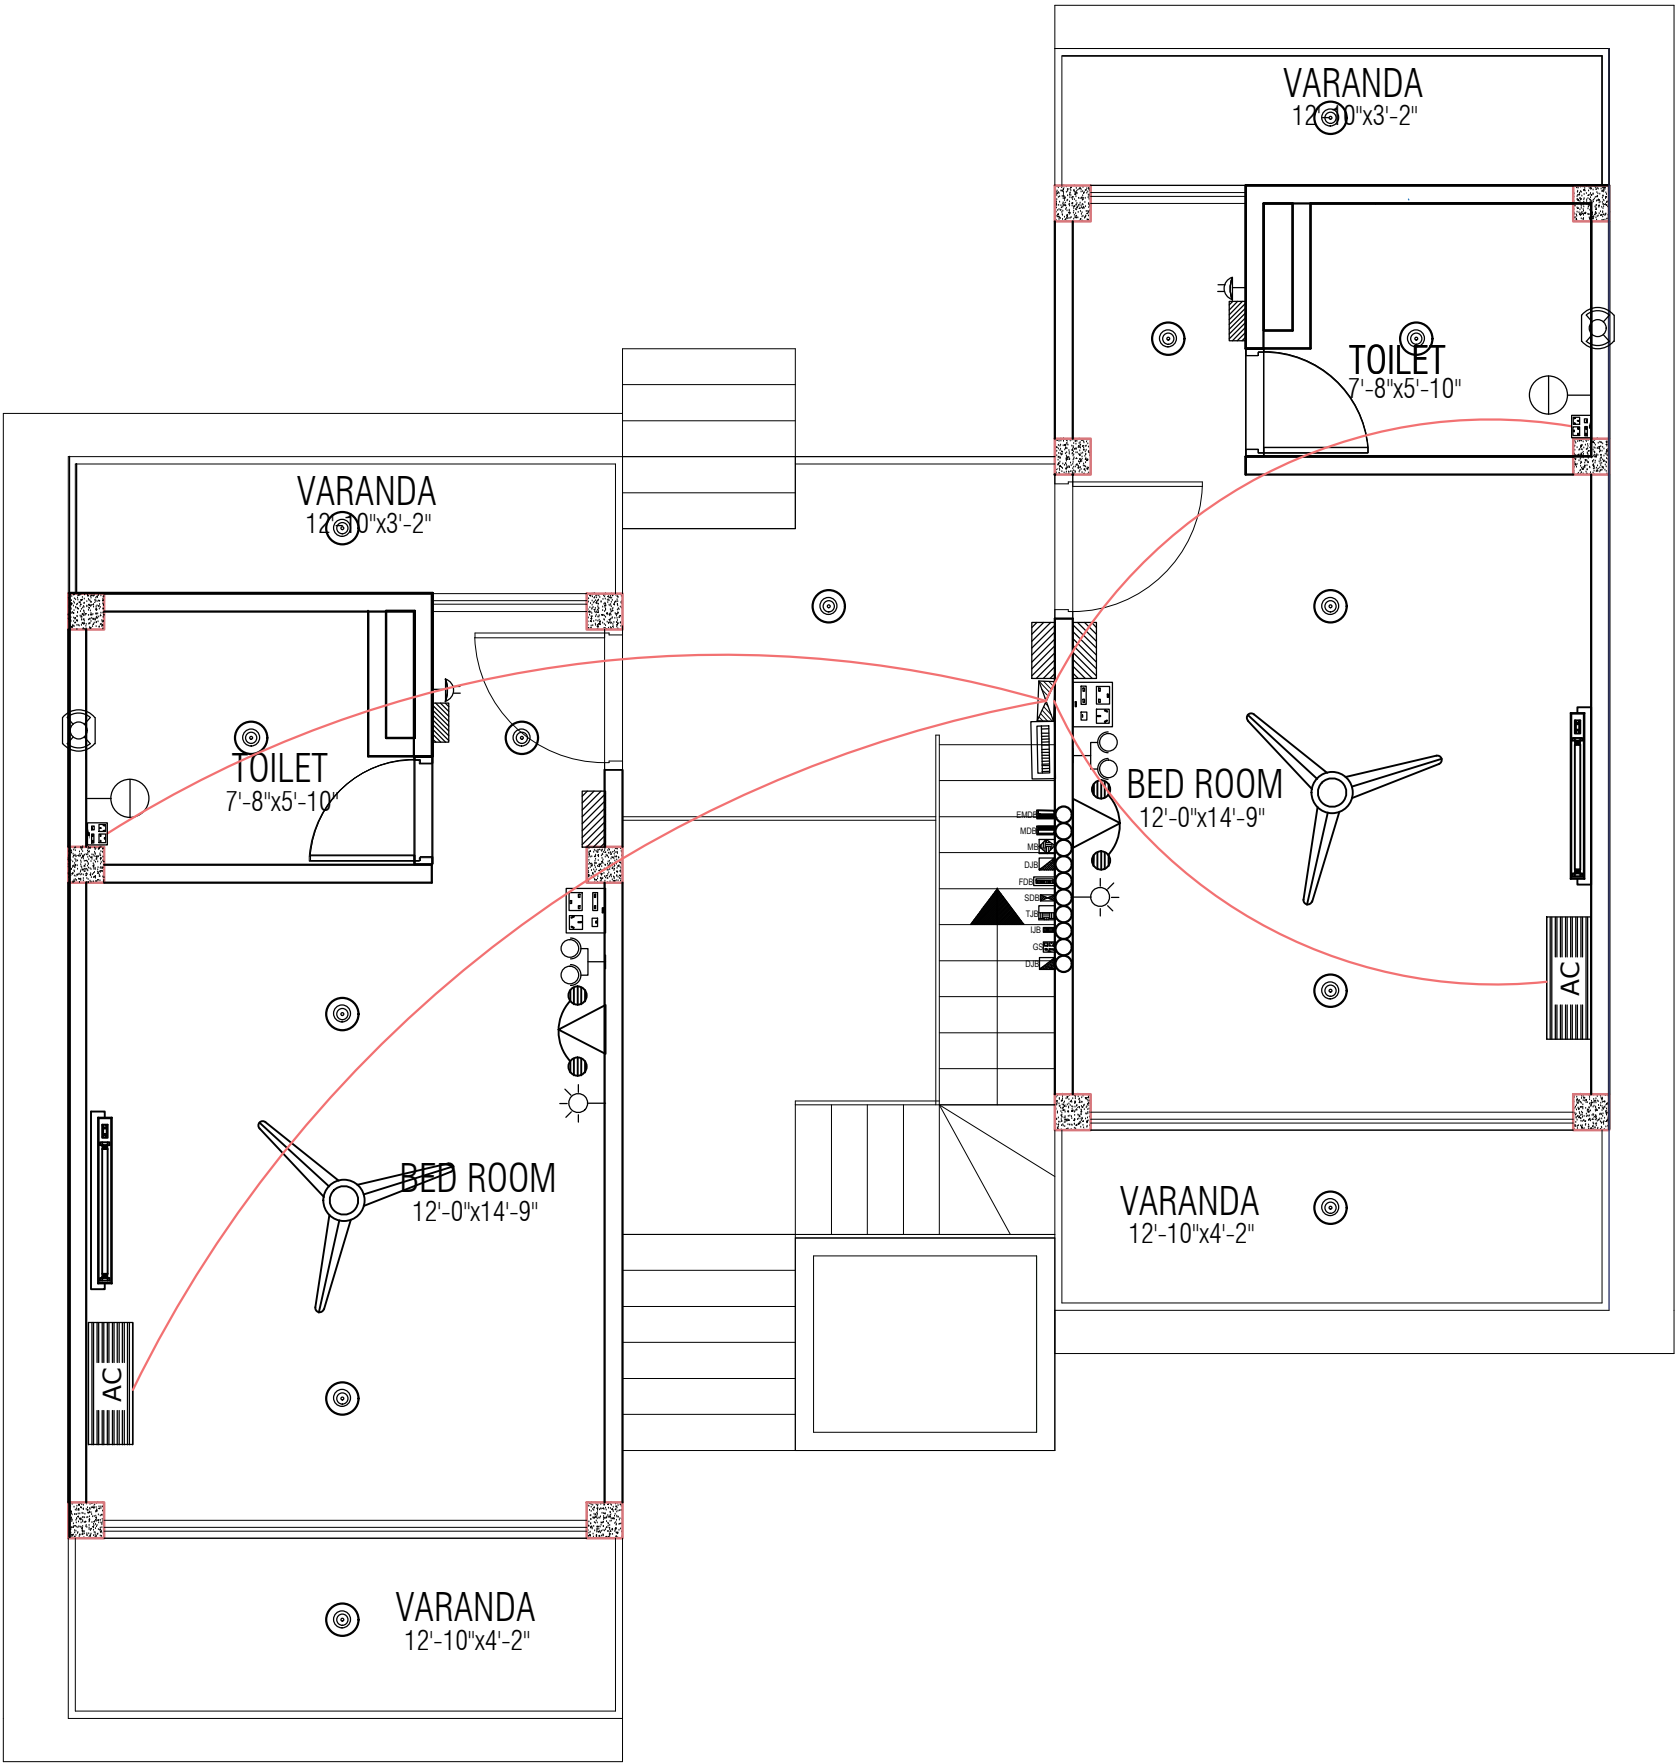 VARANDA
12'-10"x3'-2"
TOILET
7'-8"x5'-10"
VARANDA
12'-10"x3'-2"
TOILET
7'-8"x5'-10"
BED ROOM
12'-0"x14'-9"
EMDB
MDB
MB
DJB
FDB
SDB
TJB
IJB
GS
DJB
AC
BED ROOM
12'-0"x14'-9"
VARANDA
12'-10"x4'-2"
AC
VARANDA
12'-10"x4'-2"